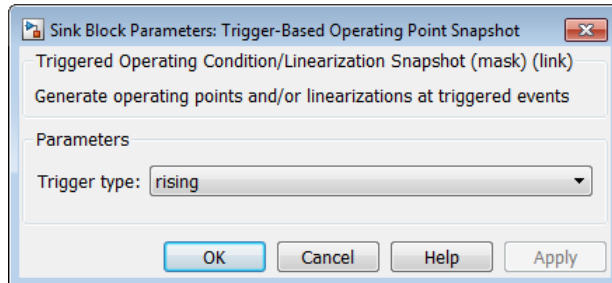 Sink Block Parameters: Trigger-Based Operating Point Snapshot
Triggered Operating Condition/Linearization Snapshot (mask) (link)
Generate operating points and/or linearizations at triggered events
Parameters
Trigger type: rising
OK Cancel Help Apply